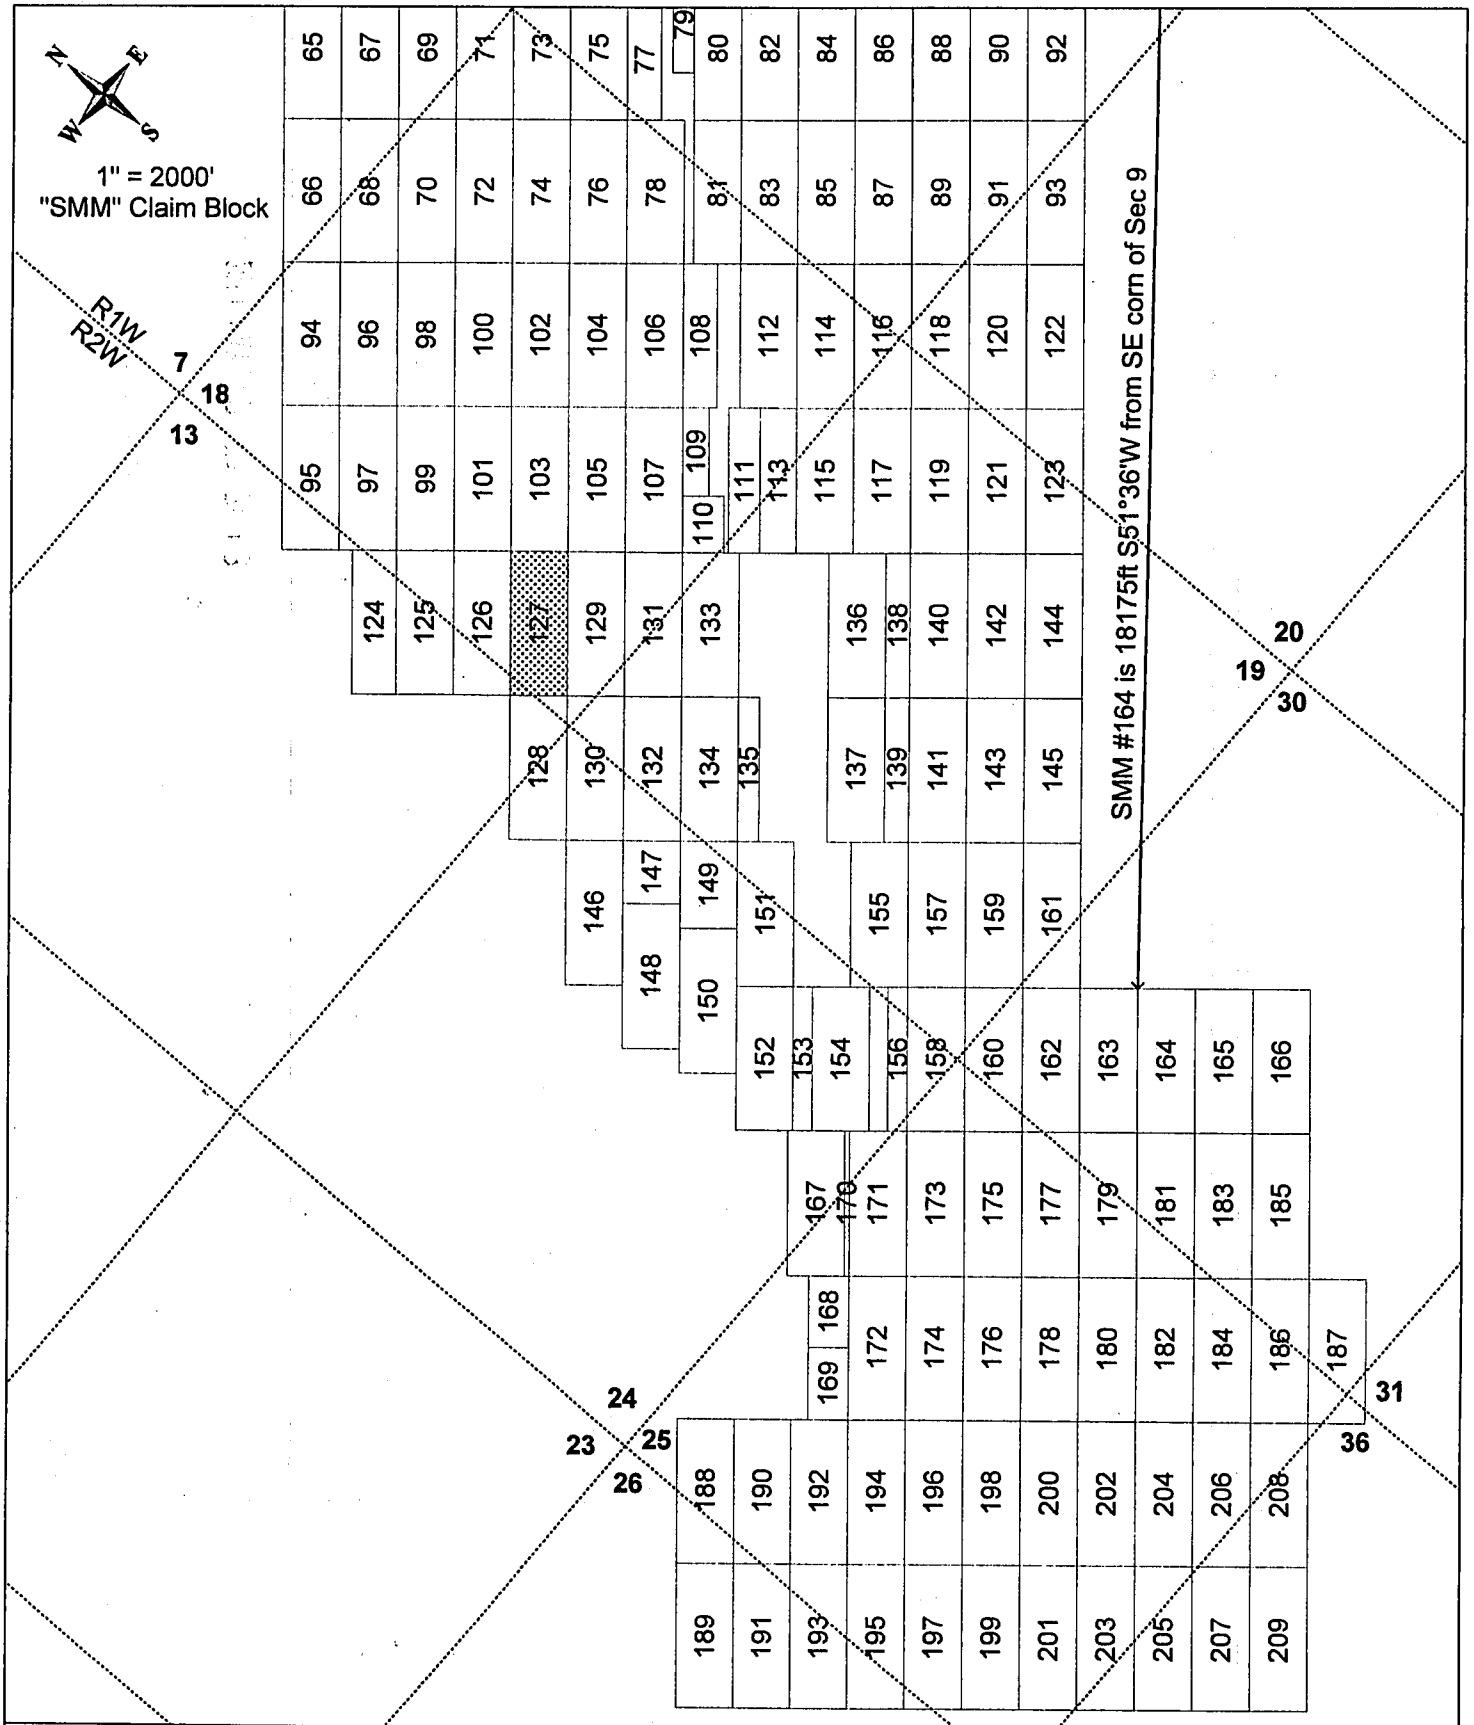 N
E
W
S
1" = 2000'
"SMM" Claim Block
R1W
R2W
7
18
13
65 67 69 71 73 75 77 79 80 82 84 86 88 90 92
66 68 70 72 74 76 78 81 83 85 87 89 91 93
94 96 98 100 102 104 106 108 112 114 116 118 120 122
95 97 99 101 103 105 107 109 111 113 115 117 119 121 123
110
124 125 126 127 129 131 133 136 138 140 142 144
128 130 132 134 135 137 139 141 143 145
146 147 149 151 155 157 159 161
148 150
152 153 154 156 158 160 162 163 164 165 166
167 170 171 173 175 177 179 181 183 185
168 172 174 176 178 180 182 184 186 187
169
188 190 192 194 196 198 200 202 204 206 208
189 191 193 195 197 199 201 203 205 207 209
SMM #164 is 18175ft S51°36'W from SE corn of Sec 9
20
19
30
24
23
25
26
31
36